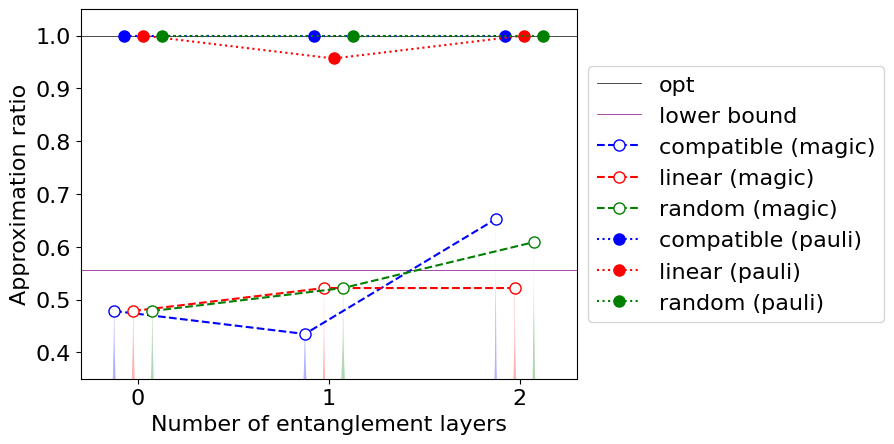 Approximation ratio
1.0
0.9
0.8
0.7
0.6
0.5
0.4
0
1
2
Number of entanglement layers
opt
lower bound
compatible (magic)
linear (magic)
random (magic)
compatible (pauli)
linear (pauli)
random (pauli)